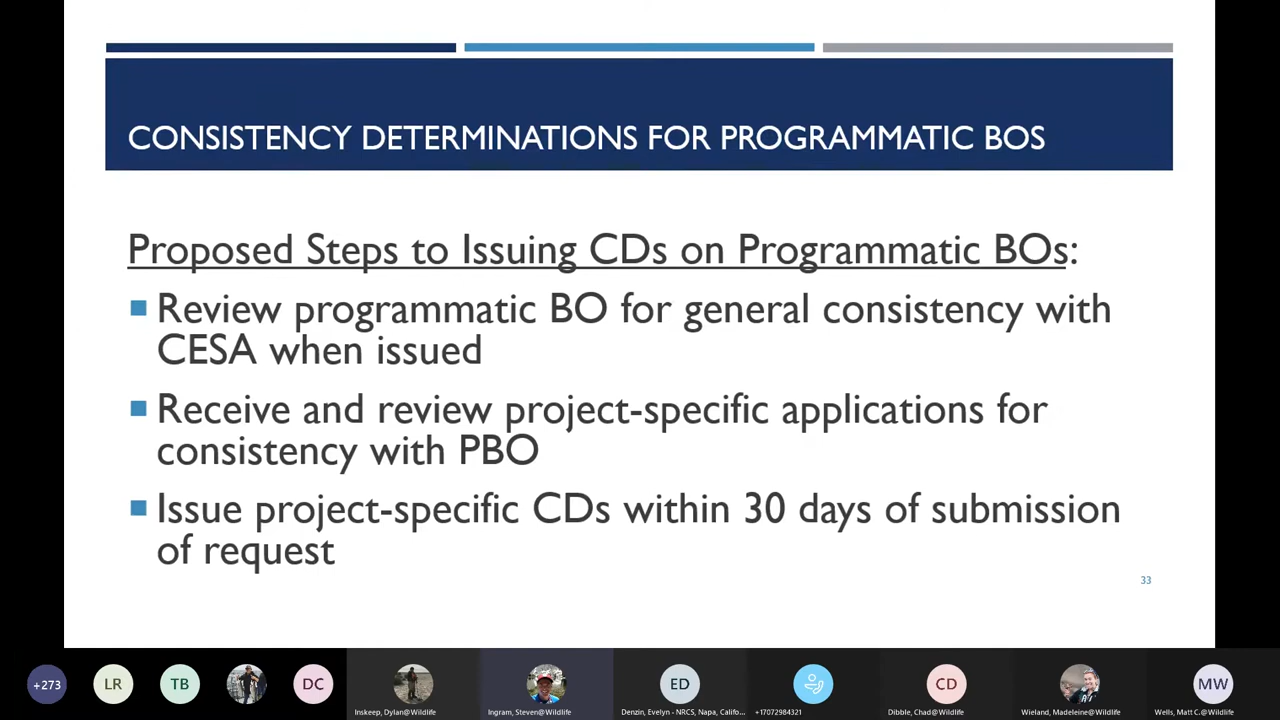 CONSISTENCY DETERMINATIONS FOR PROGRAMMATIC BOS
Proposed Steps to Issuing CDs on Programmatic BOs:
Review programmatic BO for general consistency with
CESA when issued
Receive and review project-specific applications for
consistency with PBO
Issue project-specific CDs within 30 days of submission
of request
33
+273
LR
TB
DC
ED
CD
MW
Inskeep, Dylan@Wildlife
Ingram, Steven@Wildlife
Denzin, Evelyn - NRCS, Napa, Califo...
+17072984321
Dibble, Chad@Wildlife
Wieland, Madeleine@Wildlife
Wells, Matt C.@Wildlife